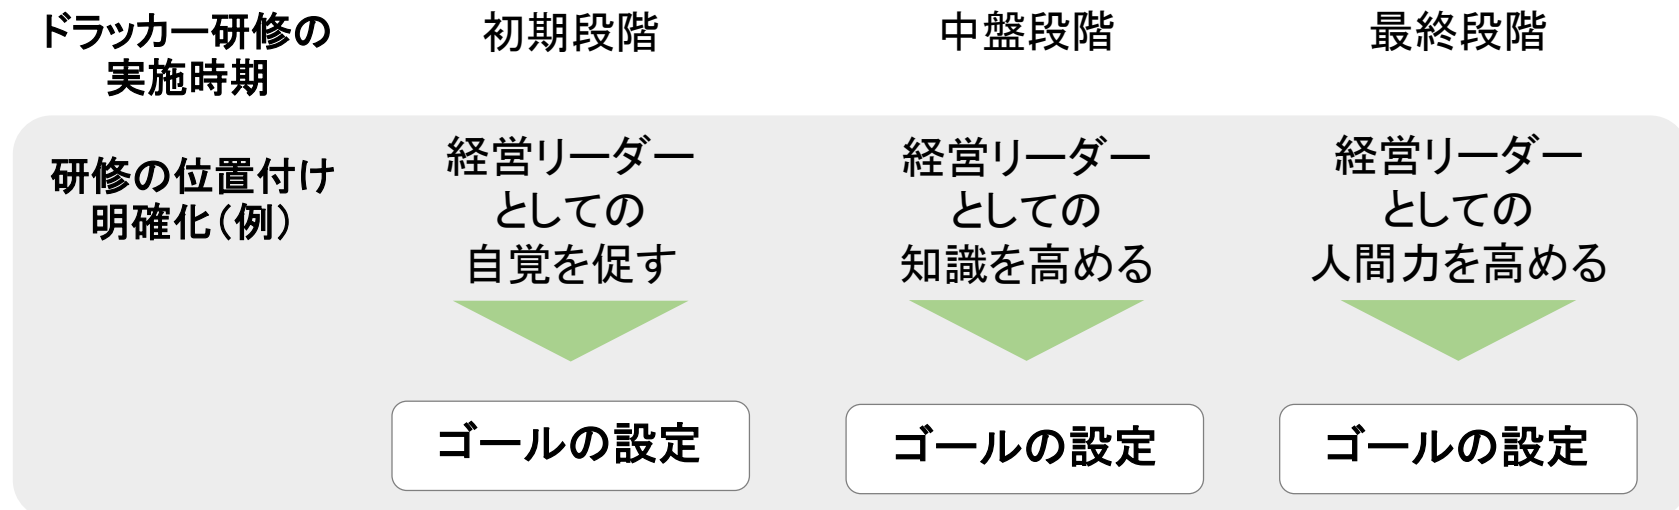 ドラッカー研修の
実施時期
初期段階
中盤段階
最終段階
研修の位置付け
明確化（例）
経営リーダー
としての
自覚を促す
経営リーダー
としての
知識を高める
経営リーダー
としての
人間力を高める
ゴールの設定
ゴールの設定
ゴールの設定